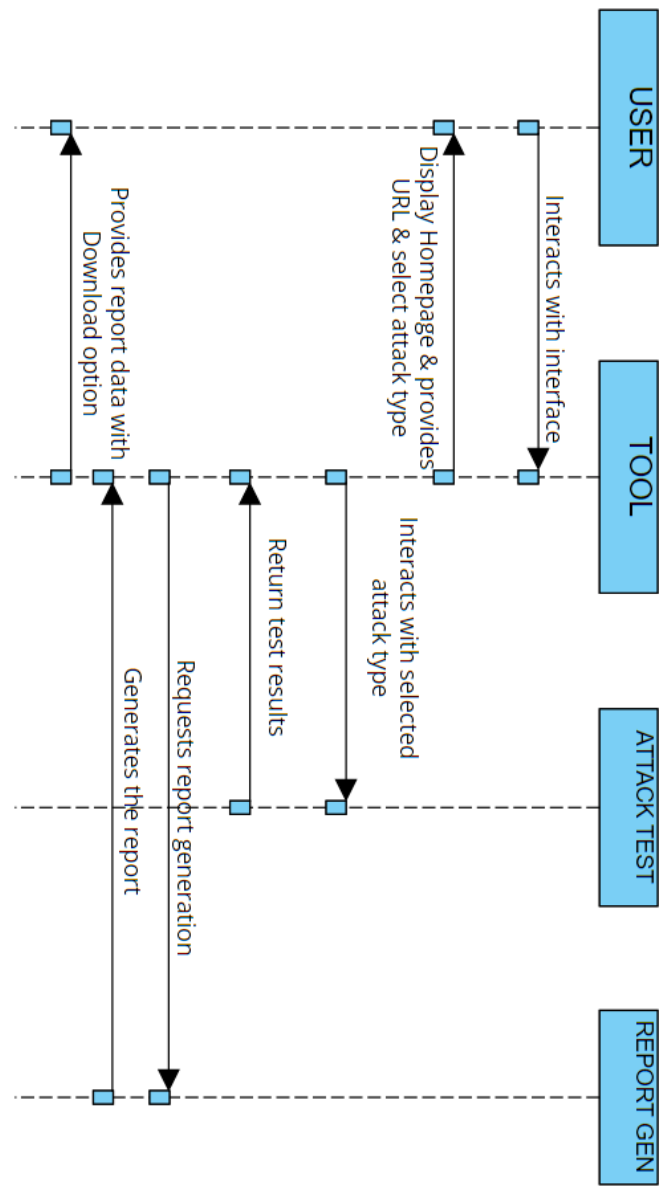 USER
TOOL
ATTACK TEST
REPORT GEN
Interacts with interface
Display Homepage & provides
URL & select attack type
Interacts with selected
attack type
Return test results
Requests report generation
Generates the report
Provides report data with
Download option